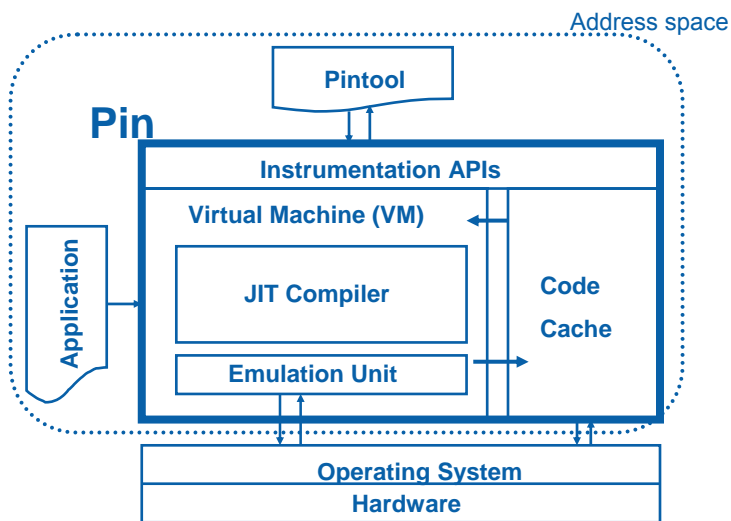 Address space
Pintool
Pin
Instrumentation APIs
Virtual Machine (VM)
Application
JIT Compiler
Code
Cache
Emulation Unit
Operating System
Hardware